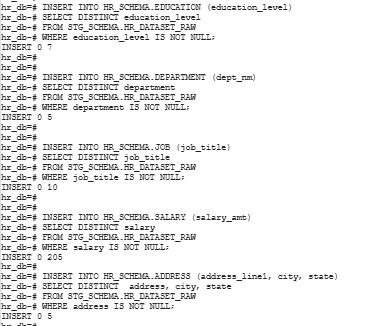 hr_db=# INSERT INTO HR_SCHEMA.EDUCATION (education_level)
hr_db-# SELECT DISTINCT education_level
hr_db-# FROM STG_SCHEMA.HR_DATASET_RAW
hr_db-# WHERE education_level IS NOT NULL;
INSERT 0 7
hr_db=#
hr_db=#
hr_db=# INSERT INTO HR_SCHEMA.DEPARTMENT (dept_nm)
hr_db-# SELECT DISTINCT department
hr_db-# FROM STG_SCHEMA.HR_DATASET_RAW
hr_db-# WHERE department IS NOT NULL;
INSERT 0 5
hr_db=#
hr_db=#
hr_db=# INSERT INTO HR_SCHEMA.JOB (job_title)
hr_db-# SELECT DISTINCT job_title
hr_db-# FROM STG_SCHEMA.HR_DATASET_RAW
hr_db-# WHERE job_title IS NOT NULL;
INSERT 0 10
hr_db=#
hr_db=#
hr_db=# INSERT INTO HR_SCHEMA.SALARY (salary_amt)
hr_db-# SELECT DISTINCT salary
hr_db-# FROM STG_SCHEMA.HR_DATASET_RAW
hr_db-# WHERE salary IS NOT NULL;
INSERT 0 205
hr_db=#
hr_db=# INSERT INTO HR_SCHEMA.ADDRESS (address_line1, city, state)
hr_db-# SELECT DISTINCT  address, city, state
hr_db-# FROM STG_SCHEMA.HR_DATASET_RAW
hr_db-# WHERE address IS NOT NULL;
INSERT 0 5